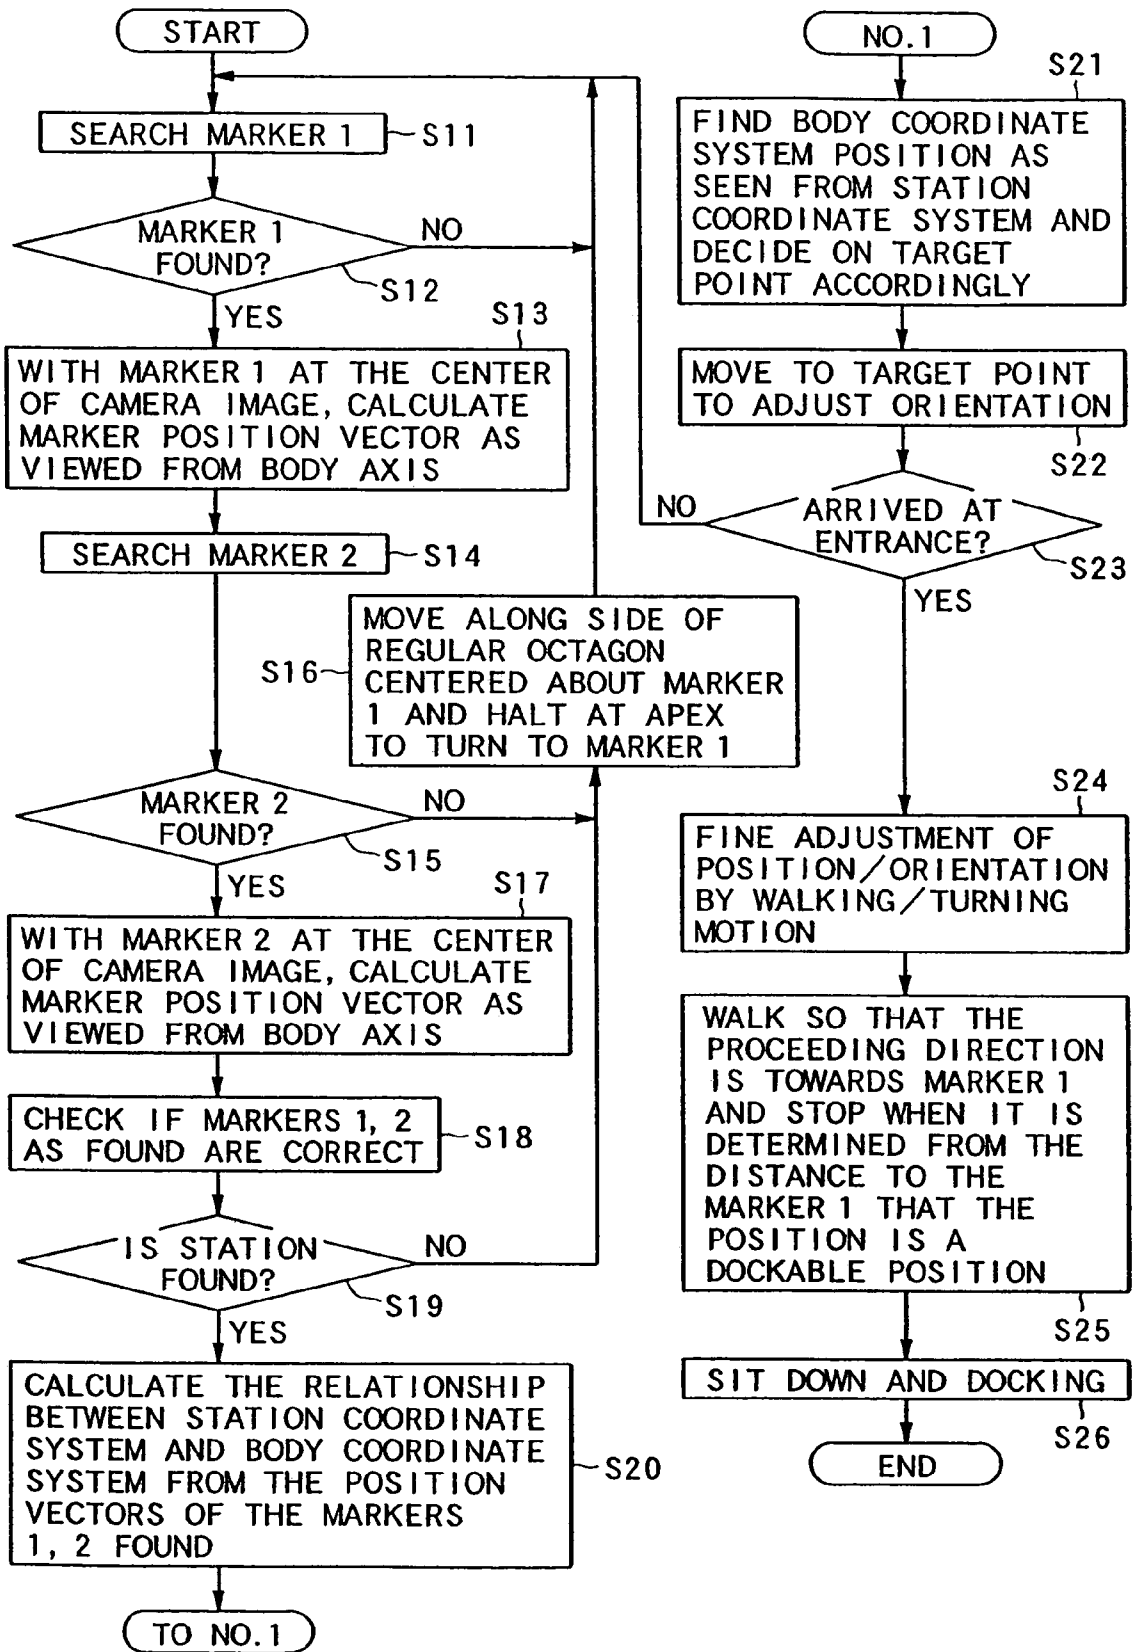 START
SEARCH MARKER 1
S11
MARKER 1
FOUND?
NO
S12
YES
S13
WITH MARKER 1 AT THE CENTER
OF CAMERA IMAGE, CALCULATE
MARKER POSITION VECTOR AS
VIEWED FROM BODY AXIS
SEARCH MARKER 2
S14
MOVE ALONG SIDE OF
REGULAR OCTAGON
CENTERED ABOUT MARKER
1 AND HALT AT APEX
TO TURN TO MARKER 1
S16
MARKER 2
FOUND?
NO
S15
YES
S17
WITH MARKER 2 AT THE CENTER
OF CAMERA IMAGE, CALCULATE
MARKER POSITION VECTOR AS
VIEWED FROM BODY AXIS
CHECK IF MARKERS 1, 2
AS FOUND ARE CORRECT
S18
IS STATION
FOUND?
NO
S19
YES
CALCULATE THE RELATIONSHIP
BETWEEN STATION COORDINATE
SYSTEM AND BODY COORDINATE
SYSTEM FROM THE POSITION
VECTORS OF THE MARKERS
1, 2 FOUND
S20
TO NO.1
NO.1
S21
FIND BODY COORDINATE
SYSTEM POSITION AS
SEEN FROM STATION
COORDINATE SYSTEM AND
DECIDE ON TARGET
POINT ACCORDINGLY
MOVE TO TARGET POINT
TO ADJUST ORIENTATION
S22
NO
ARRIVED AT
ENTRANCE?
S23
YES
S24
FINE ADJUSTMENT OF
POSITION/ORIENTATION
BY WALKING/TURNING
MOTION
WALK SO THAT THE
PROCEEDING DIRECTION
IS TOWARDS MARKER 1
AND STOP WHEN IT IS
DETERMINED FROM THE
DISTANCE TO THE
MARKER 1 THAT THE
POSITION IS A
DOCKABLE POSITION
S25
SIT DOWN AND DOCKING
S26
END